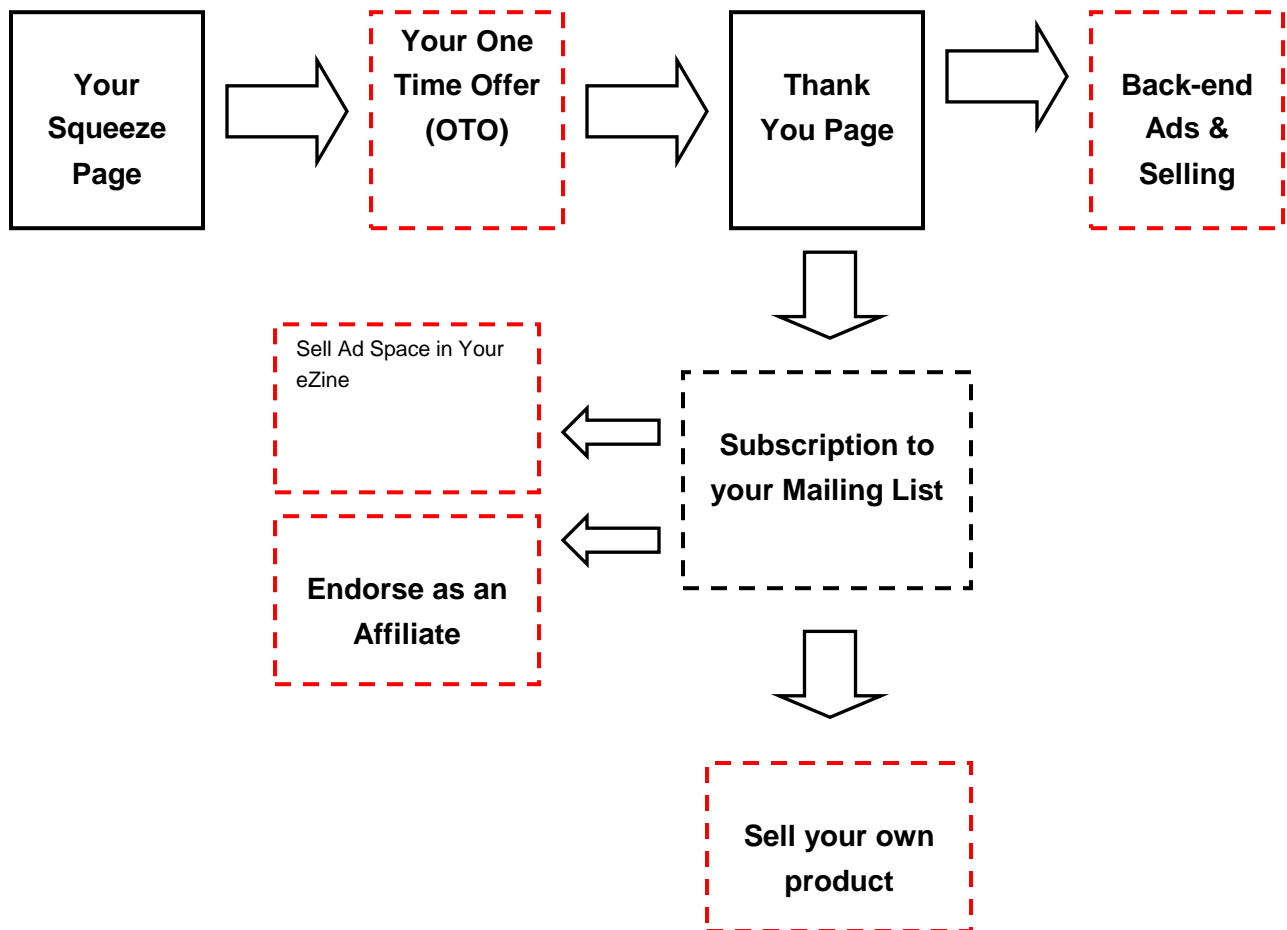 Your
Squeeze
Page
Your One
Time Offer
(OTO)
Thank
You Page
Back-end
Ads &
Selling
Sell Ad Space in Your
eZine
Subscription to
your Mailing List
Endorse as an
Affiliate
Sell your own
product